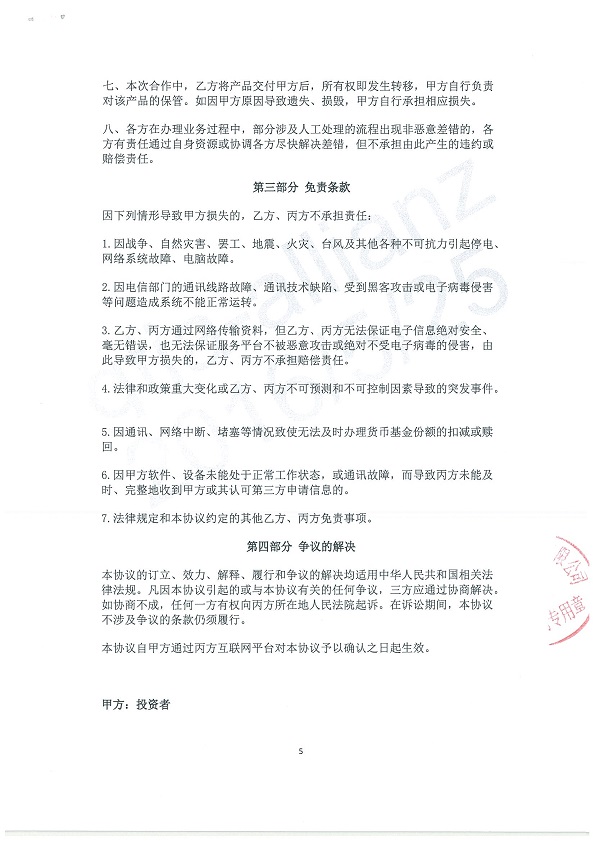 七、本次合作中，乙方将产品交付甲方后，所有权即发生转移，甲方自行负责
对该产品的保管。如因甲方原因导致遗失、损毁，甲方自行承担相应损失。
八、各方在办理业务过程中，部分涉及人工处理的流程出现非恶意差错的，各
方有责任通过自身资源或协调各方尽快解决差错，但不承担由此产生的违约或
赔偿责任。
第三部分 免责条款
因下列情形导致甲方损失的，乙方、丙方不承担责任：
1.因战争、自然灾害、罢工、地震、火灾、台风及其他各种不可抗力引起停电、
网络系统故障、电脑故障。
2.因电信部门的通讯线路故障、通讯技术缺陷、受到黑客攻击或电子病毒侵害
等问题造成系统不能正常运转。
3.乙方、丙方通过网络传输资料，但乙方、丙方无法保证电子信息绝对安全、
毫无错误，也无法保证服务平台不被恶意攻击或绝对不受电子病毒的侵害，由
此导致甲方损失的，乙方、丙方不承担赔偿责任。
4.法律和政策重大变化或乙方、丙方不可预测和不可控制因素导致的突发事件。
5.因通讯、网络中断、堵塞等情况致使无法及时办理货币基金份额的扣减或赎
回。
6.因甲方软件、设备未能处于正常工作状态，或通讯故障，而导致丙方未能及
时、完整地收到甲方或其认可第三方申请信息的。
7.法律规定和本协议约定的其他乙方、丙方免责事项。
第四部分 争议的解决
本协议的订立、效力、解释、履行和争议的解决均适用中华人民共和国相关法
律法规。凡因本协议引起的或与本协议有关的任何争议，三方应通过协商解决。
如协商不成，任何一方有权向丙方所在地人民法院起诉。在诉讼期间，本协议
不涉及争议的条款仍须履行。
本协议自甲方通过丙方互联网平台对本协议予以确认之日起生效。
甲方：投资者
5
限公司
专用章